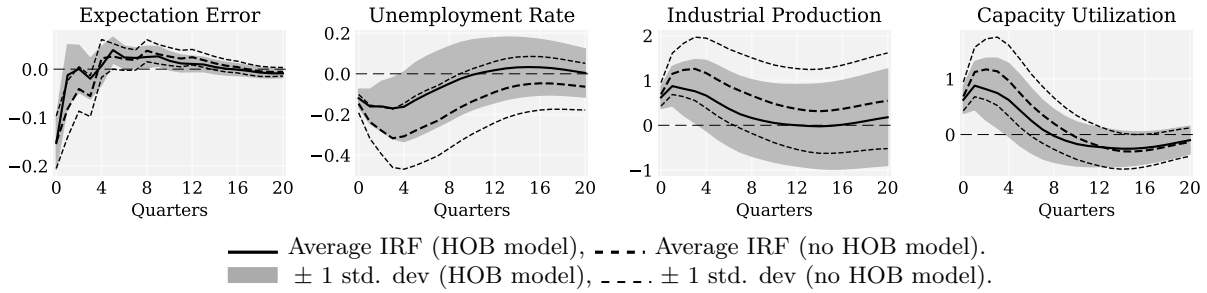 Expectation Error
Unemployment Rate
Industrial Production
Capacity Utilization
0.0
−0.1
−0.2
0 4 8 12 16 20
Quarters
0.2
0.0
−0.2
−0.4
0 4 8 12 16 20
Quarters
2
1
0
−1
0 4 8 12 16 20
Quarters
1
0
0 4 8 12 16 20
Quarters
Average IRF (HOB model), Average IRF (no HOB model).
± 1 std. dev (HOB model), ± 1 std. dev (no HOB model).